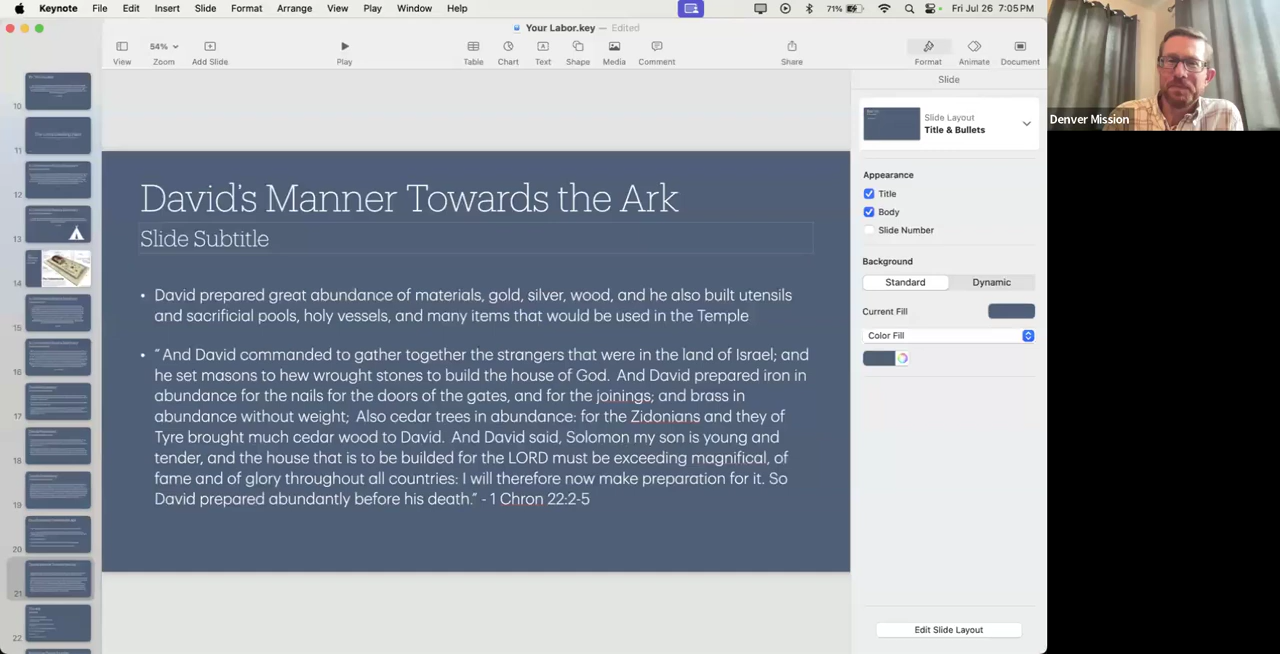 Keynote File Edit Insert Slide Format Arrange View Play Window Help 71% Fri Jul 26 7:05 PM
Your Labor.key — Edited
54%
View Zoom Add Slide Play Table Chart Text Shape Media Comment Share Format Animate Document
Slide
10
11
12
13
14
15
16
17
18
19
20
21
22
David's Manner Towards the Ark
Slide Subtitle
• David prepared great abundance of materials, gold, silver, wood, and he also built utensils
and sacrificial pools, holy vessels, and many items that would be used in the Temple
• “ And David commanded to gather together the strangers that were in the land of Israel; and
he set masons to hew wrought stones to build the house of God. And David prepared iron in
abundance for the nails for the doors of the gates, and for the joinings; and brass in
abundance without weight; Also cedar trees in abundance: for the Zidonians and they of
Tyre brought much cedar wood to David. And David said, Solomon my son is young and
tender, and the house that is to be builded for the LORD must be exceeding magnifical, of
fame and of glory throughout all countries: I will therefore now make preparation for it. So
David prepared abundantly before his death.” - 1 Chron 22:2-5
Slide Layout
Title & Bullets
Appearance
Title
Body
Slide Number
Background
Standard Dynamic
Current Fill
Color Fill
Edit Slide Layout
Denver Mission